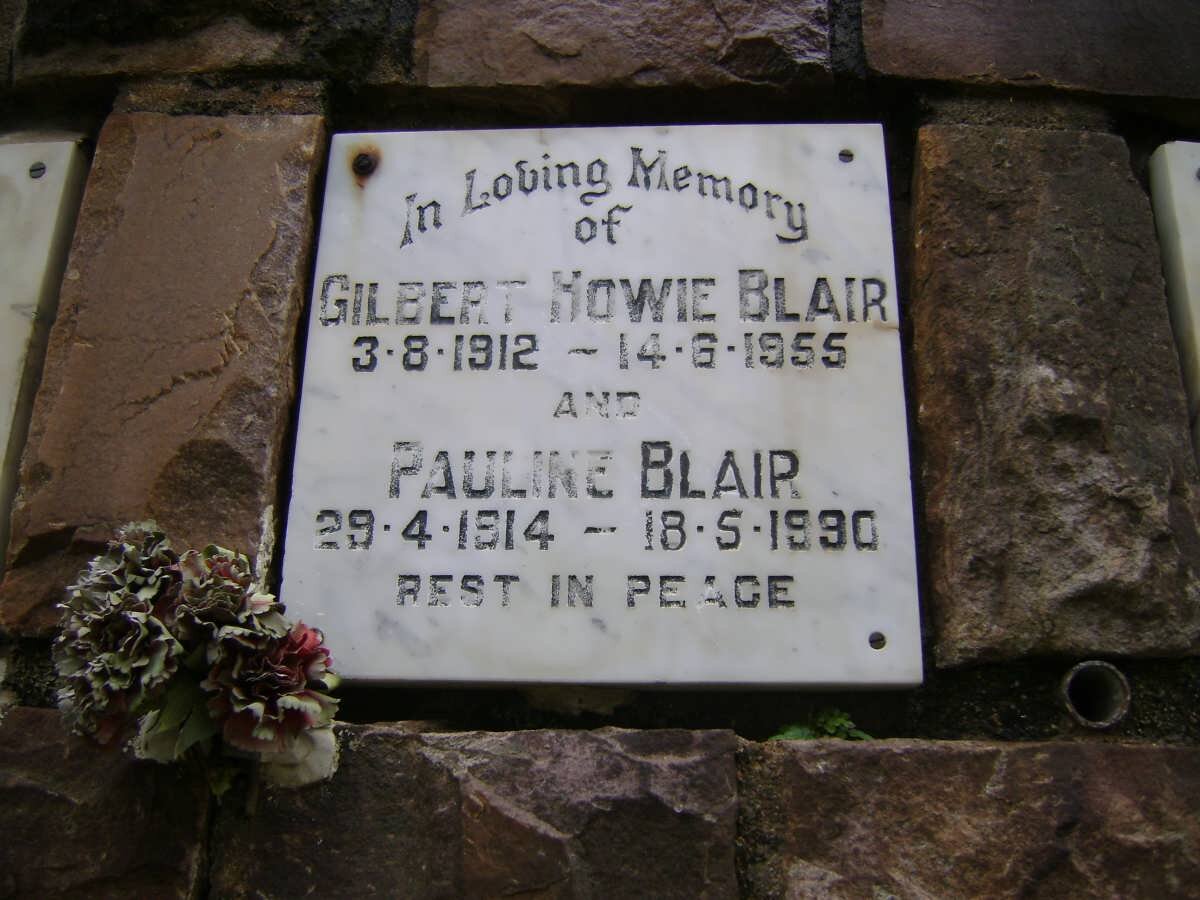 In Loving Memory
of
GILBERT HOWIE BLAIR
3·8·1912 - 14·6·1955
AND
PAULINE BLAIR
29·4·1914 - 18·5·1990
REST IN PEACE